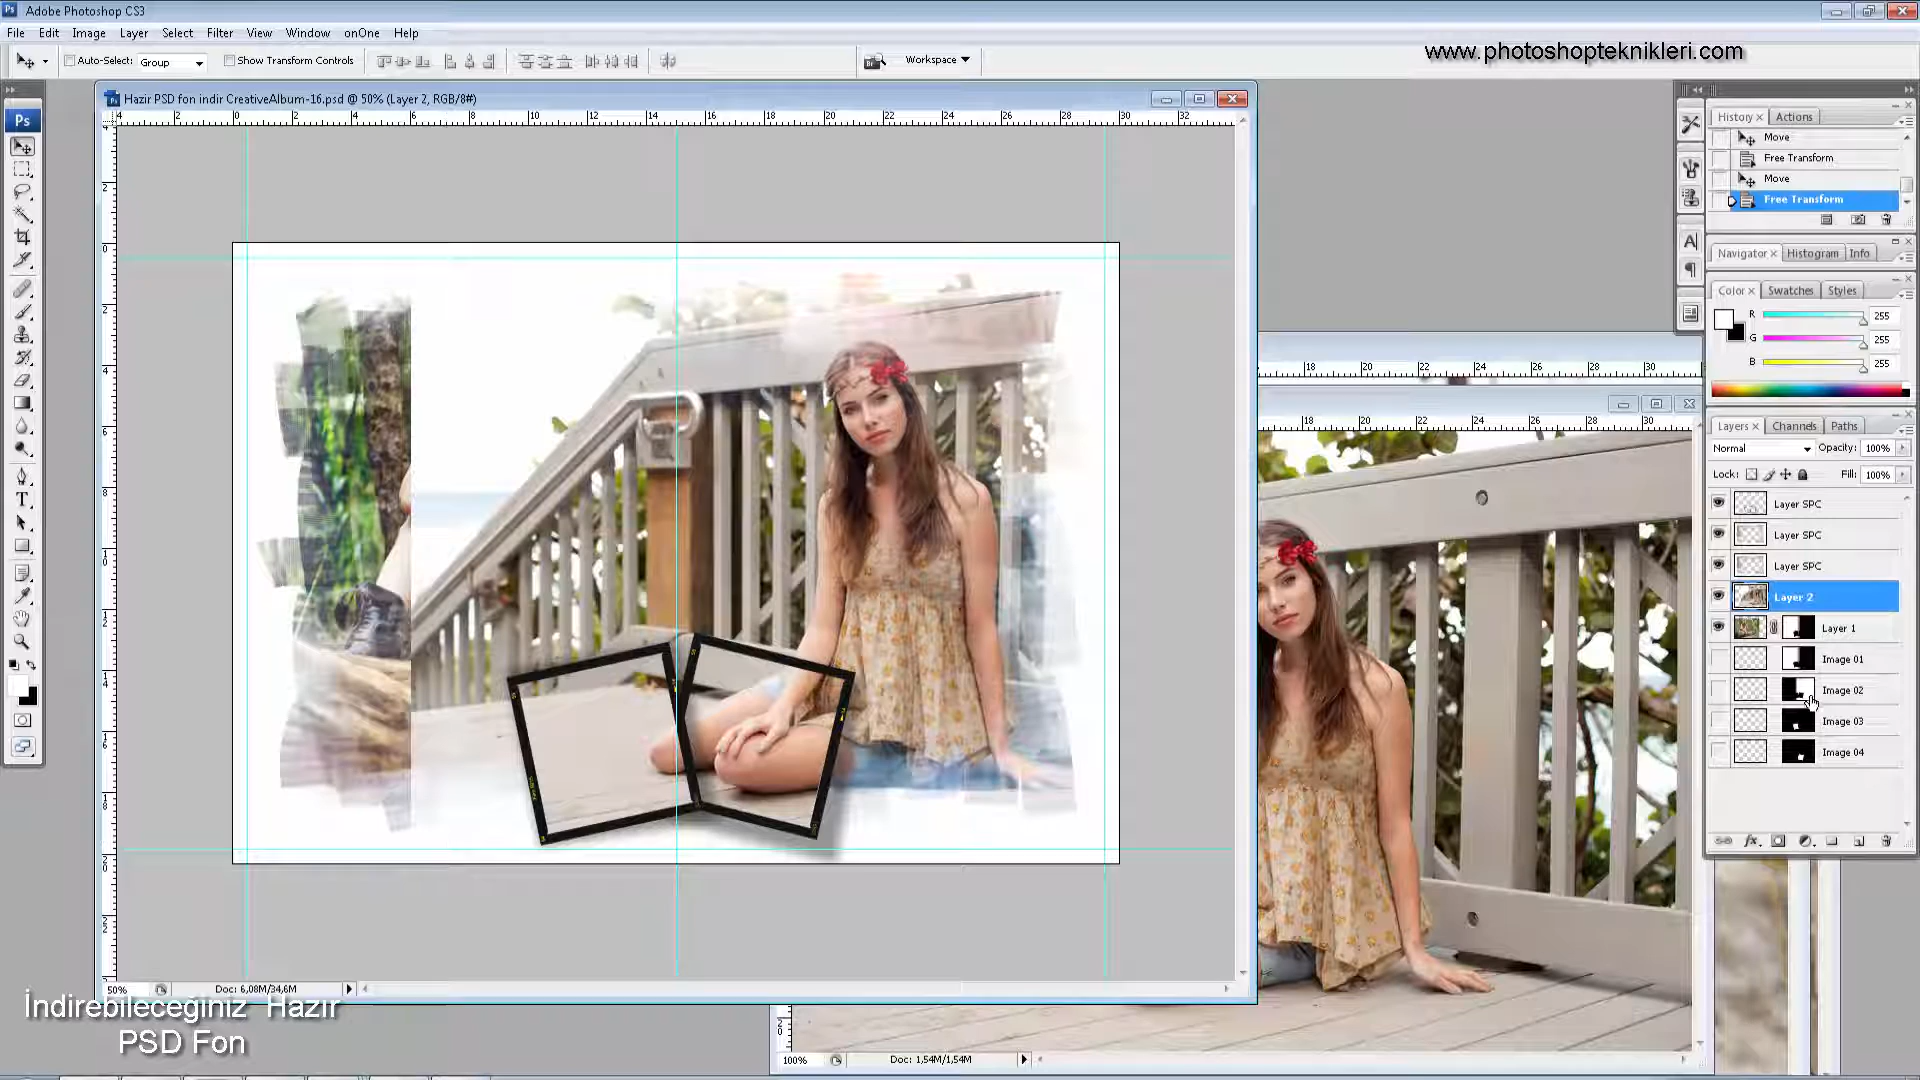 Adobe Photoshop CS3
File Edit Image Layer Select Filter View Window onOne Help
www.photoshopteknikleri.com
Auto-Select: Group Show Transform Controls Workspace
Hazir PSD fon indir CreativeAlbum-16.psd @ 50% (Layer 2, RGB/8#)
History Actions
Move
Free Transform
Move
Free Transform
Navigator Histogram Info
Color Swatches Styles
R 255
G 255
B 255
Layers Channels Paths
Normal Opacity: 100%
Lock: Fill: 100%
Layer SPC
Layer SPC
Layer SPC
Layer 2
Layer 1
Image 01
Image 02
Image 03
Image 04
50% Doc: 6,08M/34,6M
İndirebileceğiniz Hazır
PSD Fon
100% Doc: 1,54M/1,54M